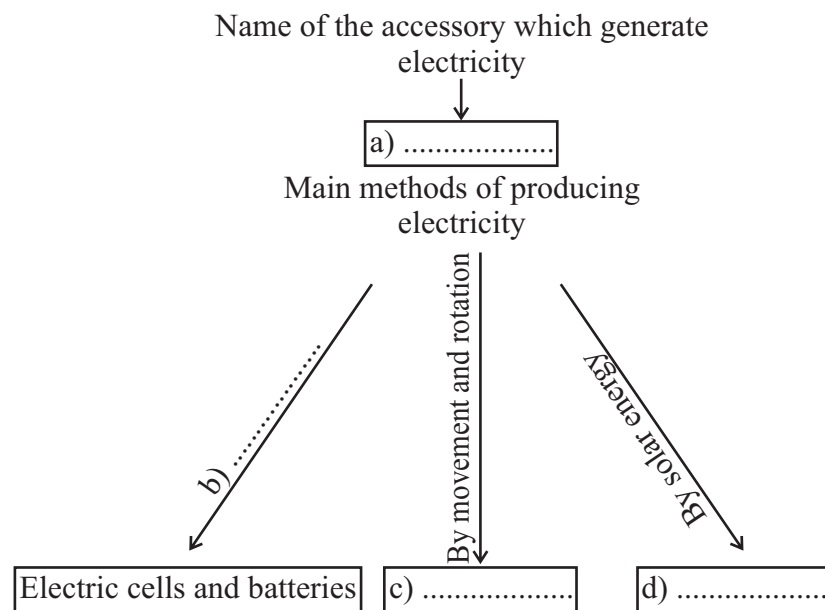 Name of the accessory which generate
electricity
a) ...................
Main methods of producing
electricity
b) ..............
By movement and rotation
By solar energy
Electric cells and batteries
c) ...................
d) ...................